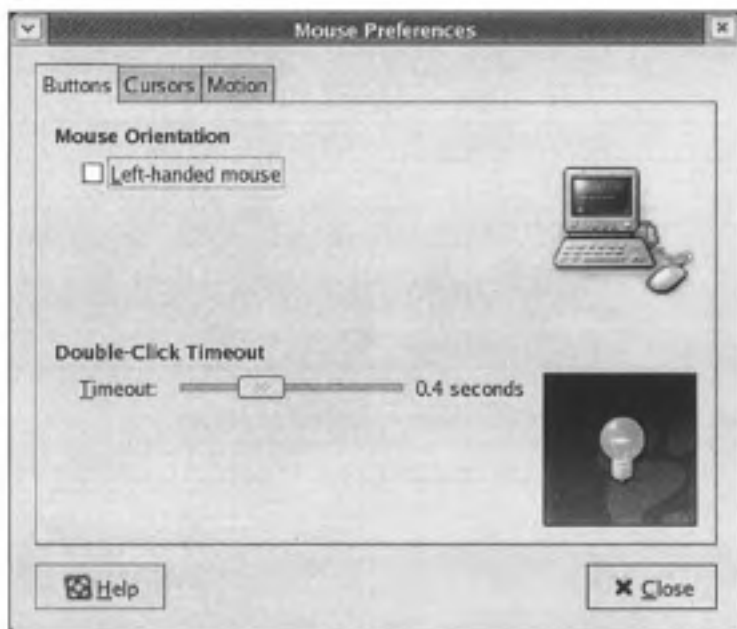 Mouse Preferences
Buttons Cursors Motion
Mouse Orientation
Left-handed mouse
Double-Click Timeout
Timeout: 0.4 seconds
Help Close